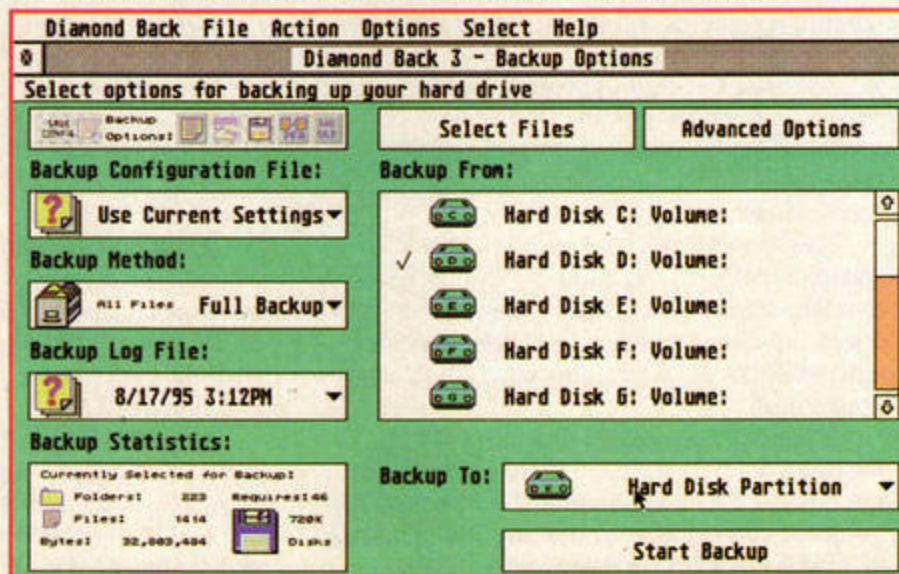 Diamond Back File Action Options Select Help
Diamond Back 3 - Backup Options
Select options for backing up your hard drive
SAVE CONFIG Backup Options:
Select Files
Advanced Options
Backup Configuration File:
Use Current Settings
Backup Method:
All Files Full Backup
Backup Log File:
8/17/95 3:12PM
Backup Statistics:
Currently Selected for Backup:
Folders: 223 Requires: 46
Files: 1414 720K
Bytes: 32,803,484 Disks
Backup From:
C Hard Disk C: Volume:
D Hard Disk D: Volume:
E Hard Disk E: Volume:
F Hard Disk F: Volume:
G Hard Disk G: Volume:
Backup To:
Hard Disk Partition
Start Backup